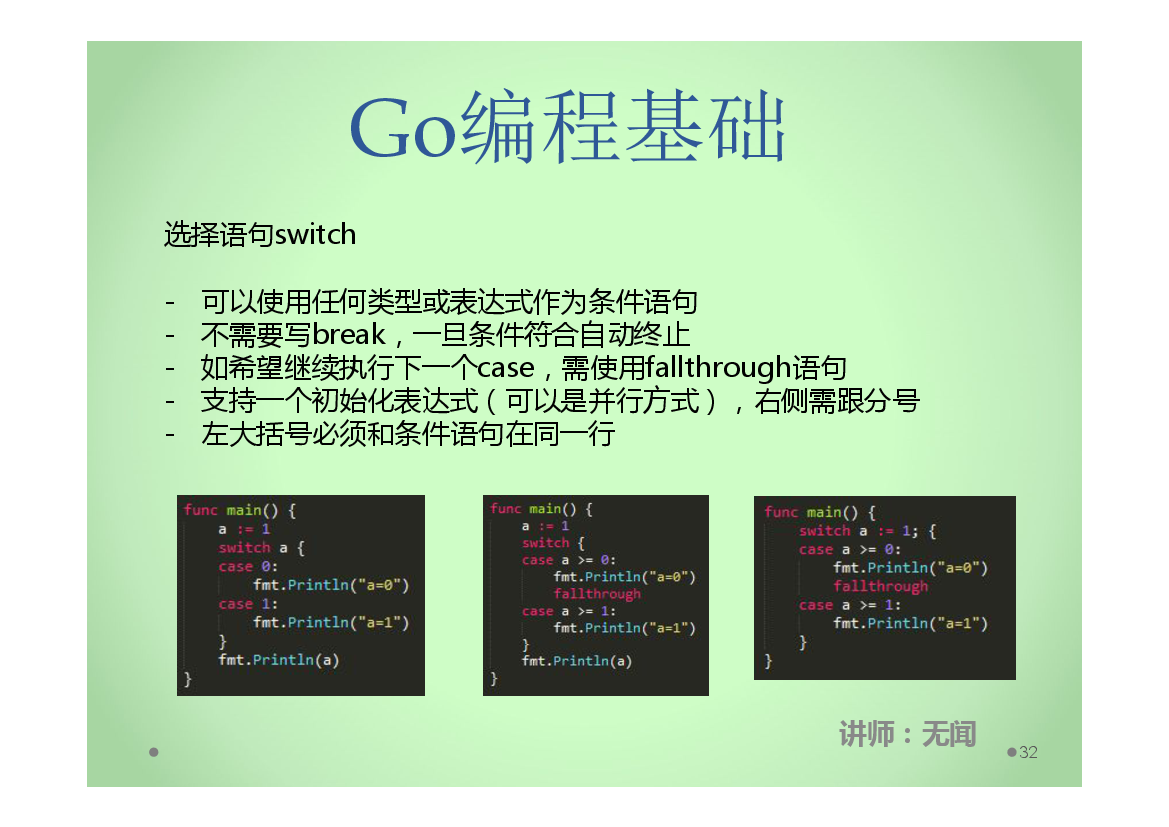 Go编程基础
选择语句switch
- 可以使用任何类型或表达式作为条件语句
- 不需要写break，一旦条件符合自动终止
- 如希望继续执行下一个case，需使用fallthrough语句
- 支持一个初始化表达式（可以是并行方式），右侧需跟分号
- 左大括号必须和条件语句在同一行
func main() {
    a := 1
    switch a {
    case 0:
        fmt.Println("a=0")
    case 1:
        fmt.Println("a=1")
    }
    fmt.Println(a)
}
func main() {
    a := 1
    switch {
    case a >= 0:
        fmt.Println("a=0")
        fallthrough
    case a >= 1:
        fmt.Println("a=1")
    }
    fmt.Println(a)
}
func main() {
    switch a := 1; {
    case a >= 0:
        fmt.Println("a=0")
        fallthrough
    case a >= 1:
        fmt.Println("a=1")
    }
}
讲师：无闻
32